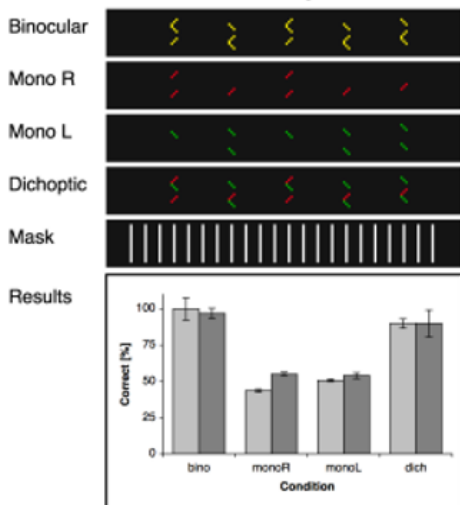 Binocular
Mono R
Mono L
Dichoptic
Mask
Results
Correct [%]
100
75
50
25
0
bino monoR monoL dich
Condition